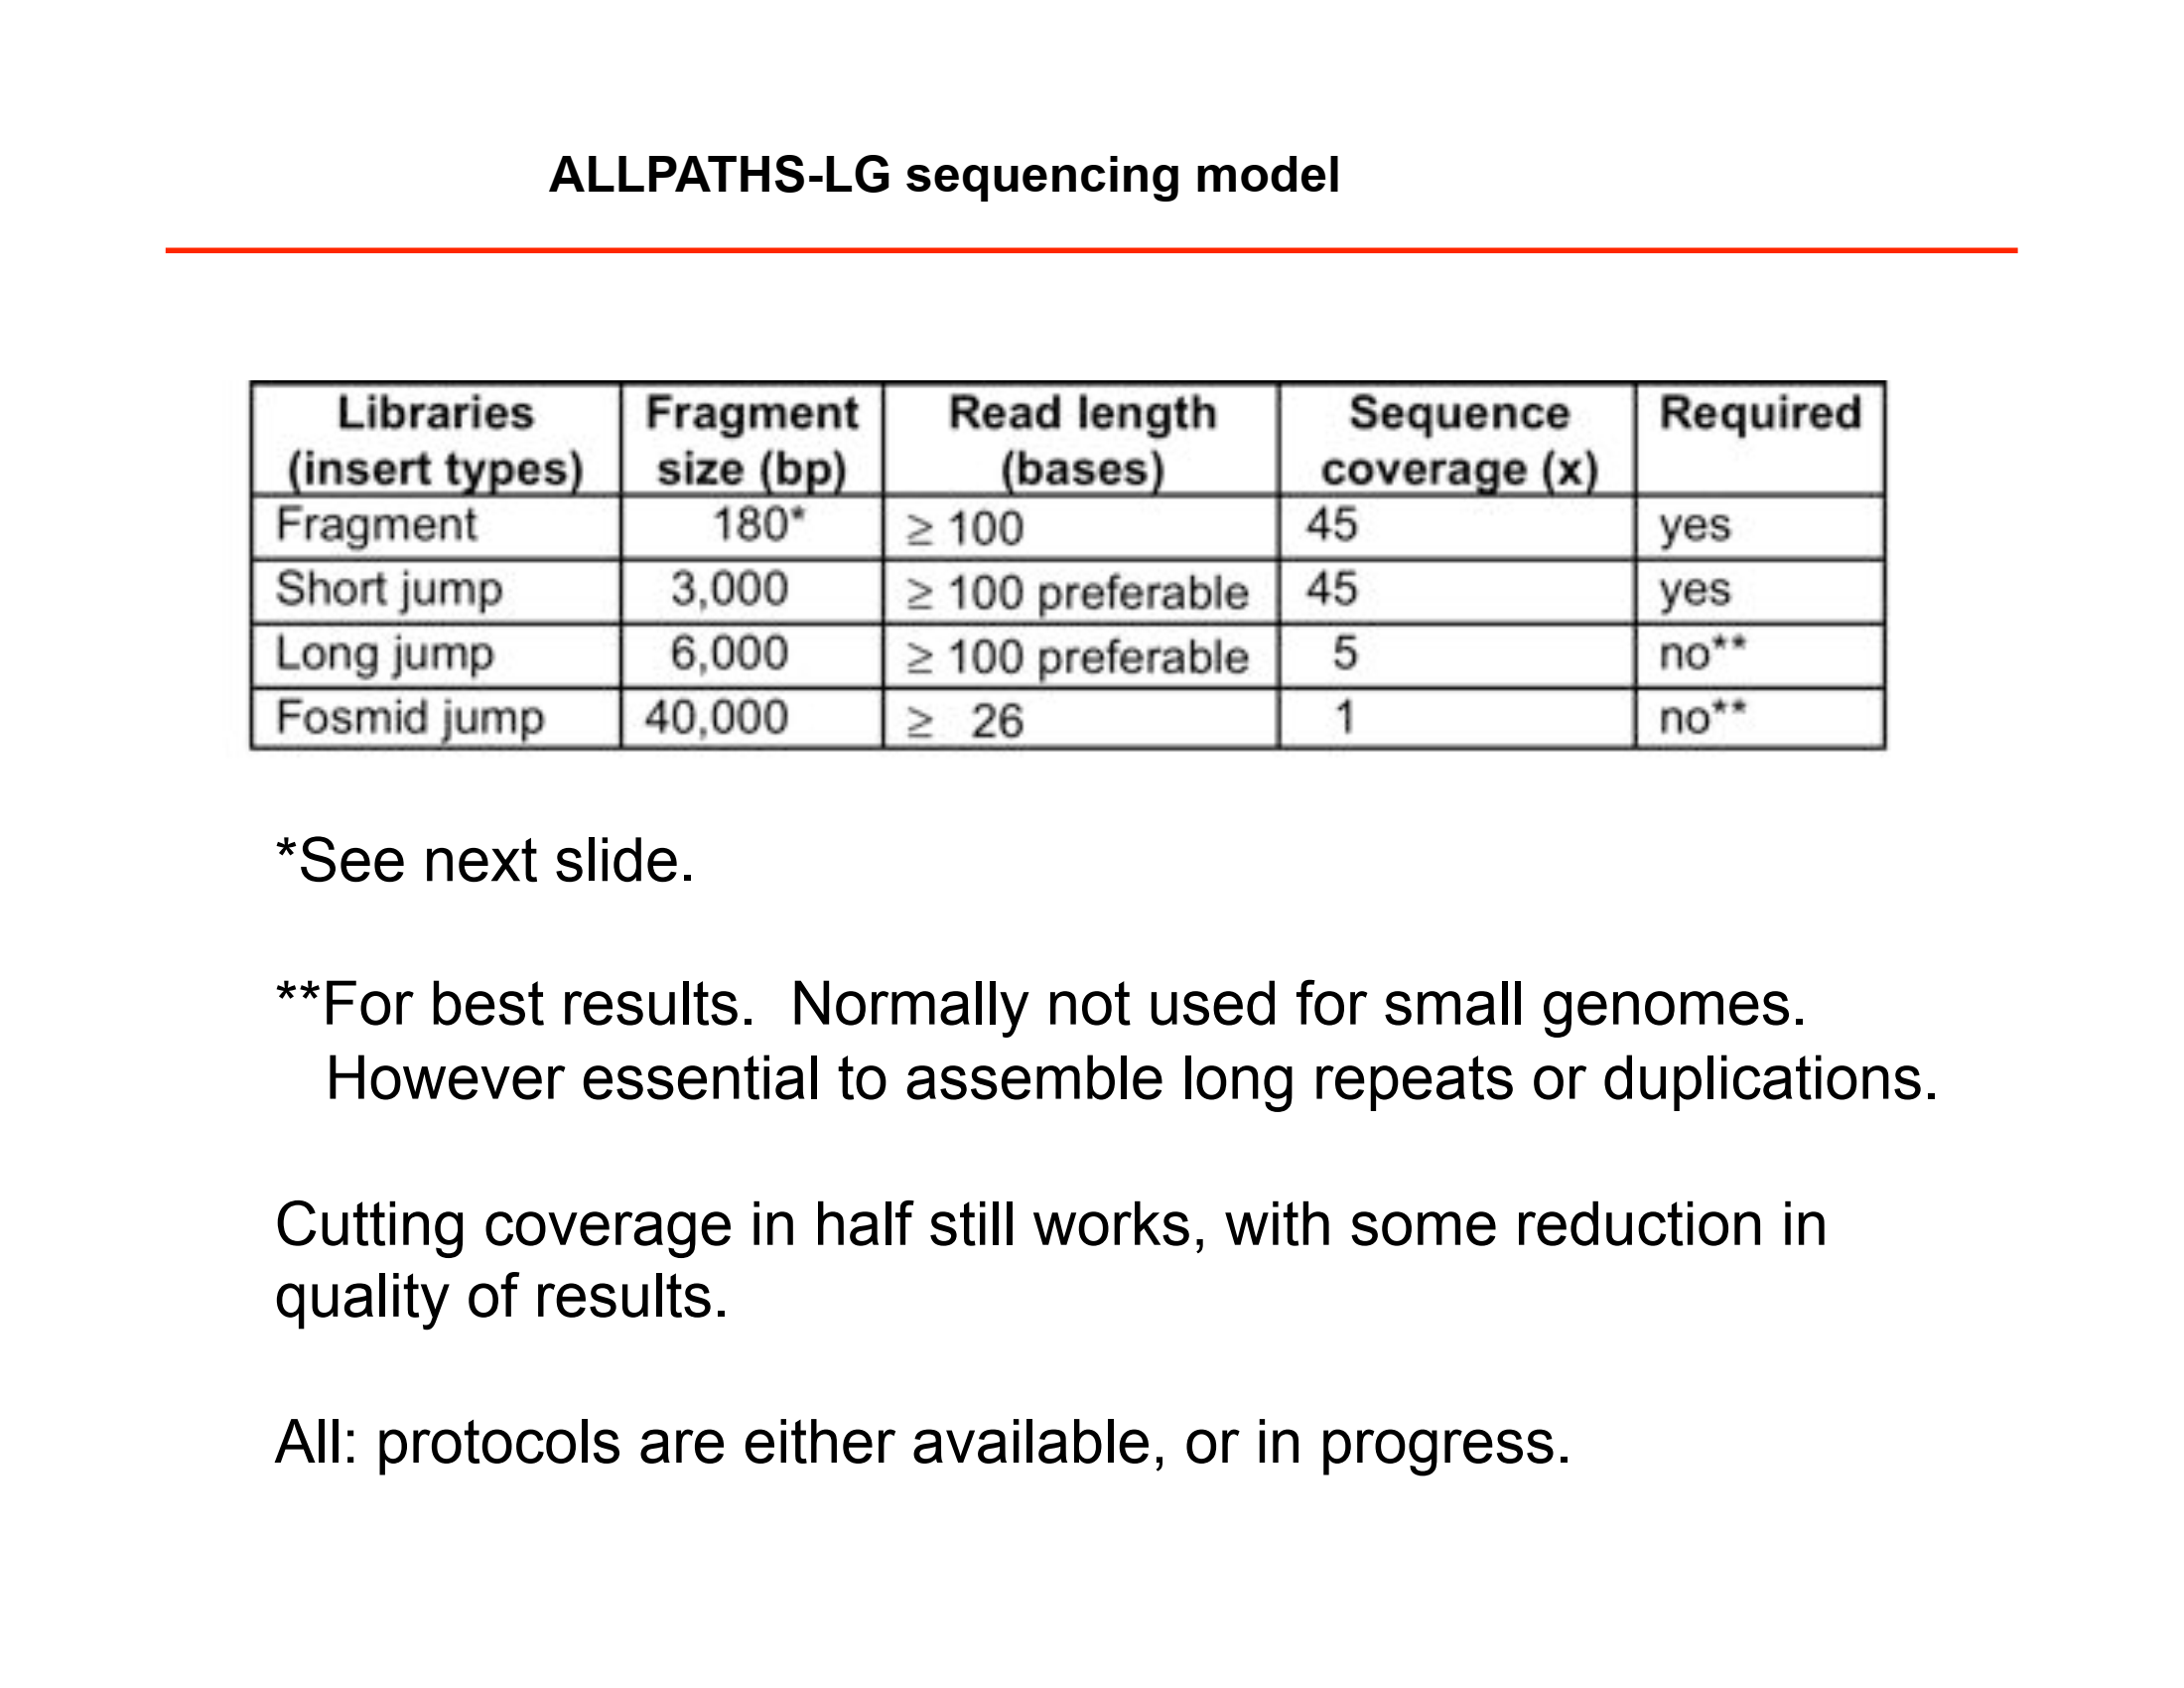 ALLPATHS-LG sequencing model
Libraries (insert types) Fragment size (bp) Read length (bases) Sequence coverage (x) Required
Fragment 180* ≥ 100 45 yes
Short jump 3,000 ≥ 100 preferable 45 yes
Long jump 6,000 ≥ 100 preferable 5 no**
Fosmid jump 40,000 ≥ 26 1 no**
*See next slide.
**For best results. Normally not used for small genomes.
However essential to assemble long repeats or duplications.
Cutting coverage in half still works, with some reduction in
quality of results.
All: protocols are either available, or in progress.